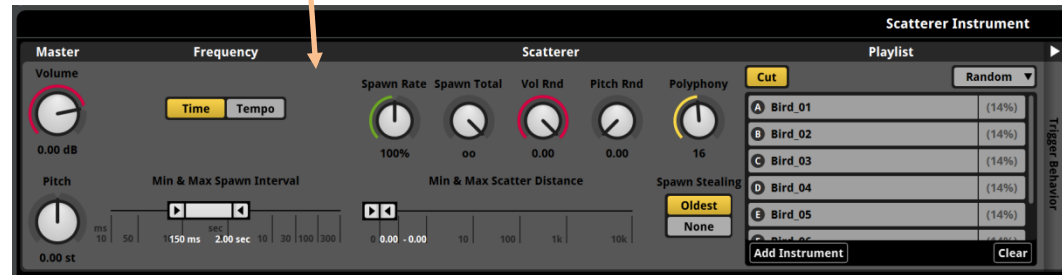 Scatterer Instrument
Master
Frequency
Scatterer
Playlist
Volume
0.00 dB
Pitch
0.00 st
Time
Tempo
Min & Max Spawn Interval
ms
sec
10
50
150 ms
2.00 sec
10
30
100
300
Spawn Rate
Spawn Total
Vol Rnd
Pitch Rnd
Polyphony
100%
oo
0.00
0.00
16
Min & Max Scatter Distance
0
0.00 - 0.00
10
100
1k
10k
Spawn Stealing
Oldest
None
Cut
Random
A Bird_01 (14%)
B Bird_02 (14%)
C Bird_03 (14%)
D Bird_04 (14%)
E Bird_05 (14%)
Add Instrument
Clear
Trigger Behavior